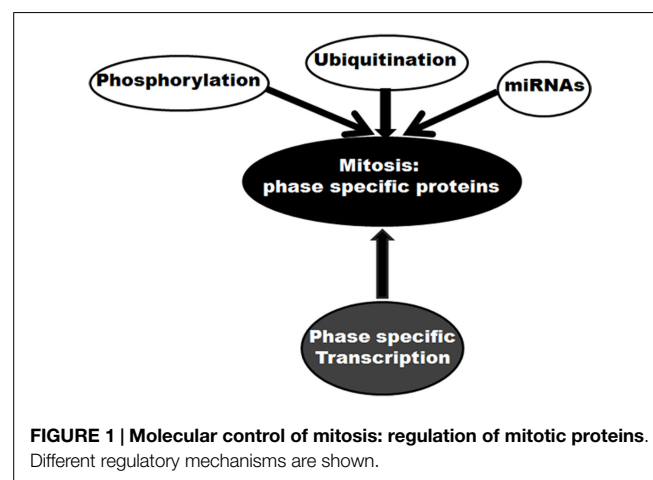 Ubiquitination
Phosphorylation
miRNAs
Mitosis:
phase specific proteins
Phase specific
Transcription
FIGURE 1 | Molecular control of mitosis: regulation of mitotic proteins.
Different regulatory mechanisms are shown.